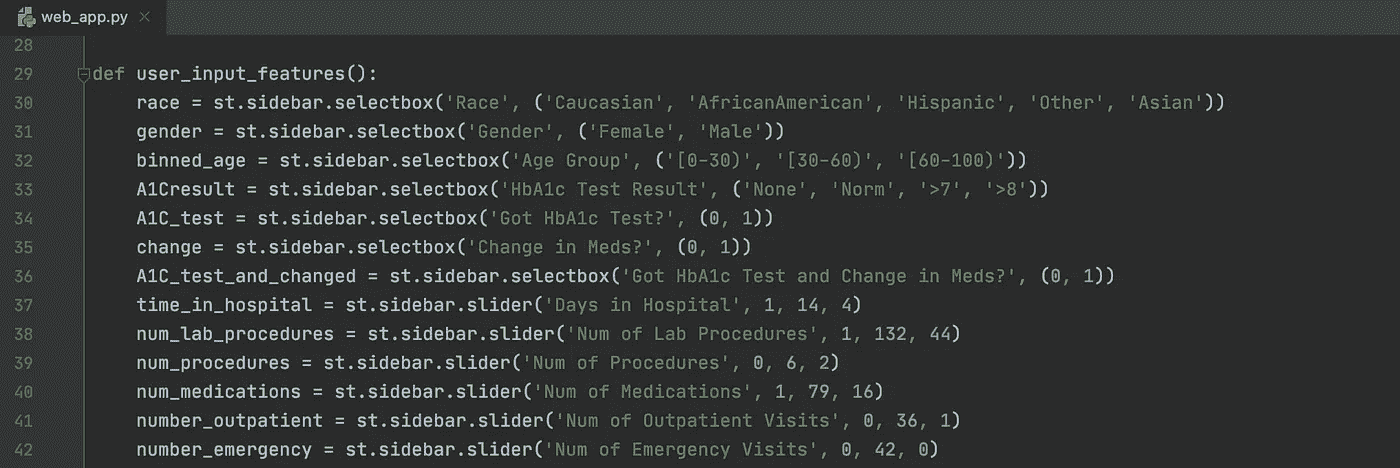 web_app.py
28
29 def user_input_features():
30 race = st.sidebar.selectbox('Race', ('Caucasian', 'AfricanAmerican', 'Hispanic', 'Other', 'Asian'))
31 gender = st.sidebar.selectbox('Gender', ('Female', 'Male'))
32 binned_age = st.sidebar.selectbox('Age Group', ('[0-30)', '[30-60)', '[60-100)'))
33 A1Cresult = st.sidebar.selectbox('HbA1c Test Result', ('None', 'Norm', '>7', '>8'))
34 A1C_test = st.sidebar.selectbox('Got HbA1c Test?', (0, 1))
35 change = st.sidebar.selectbox('Change in Meds?', (0, 1))
36 A1C_test_and_changed = st.sidebar.selectbox('Got HbA1c Test and Change in Meds?', (0, 1))
37 time_in_hospital = st.sidebar.slider('Days in Hospital', 1, 14, 4)
38 num_lab_procedures = st.sidebar.slider('Num of Lab Procedures', 1, 132, 44)
39 num_procedures = st.sidebar.slider('Num of Procedures', 0, 6, 2)
40 num_medications = st.sidebar.slider('Num of Medications', 1, 79, 16)
41 number_outpatient = st.sidebar.slider('Num of Outpatient Visits', 0, 36, 1)
42 number_emergency = st.sidebar.slider('Num of Emergency Visits', 0, 42, 0)